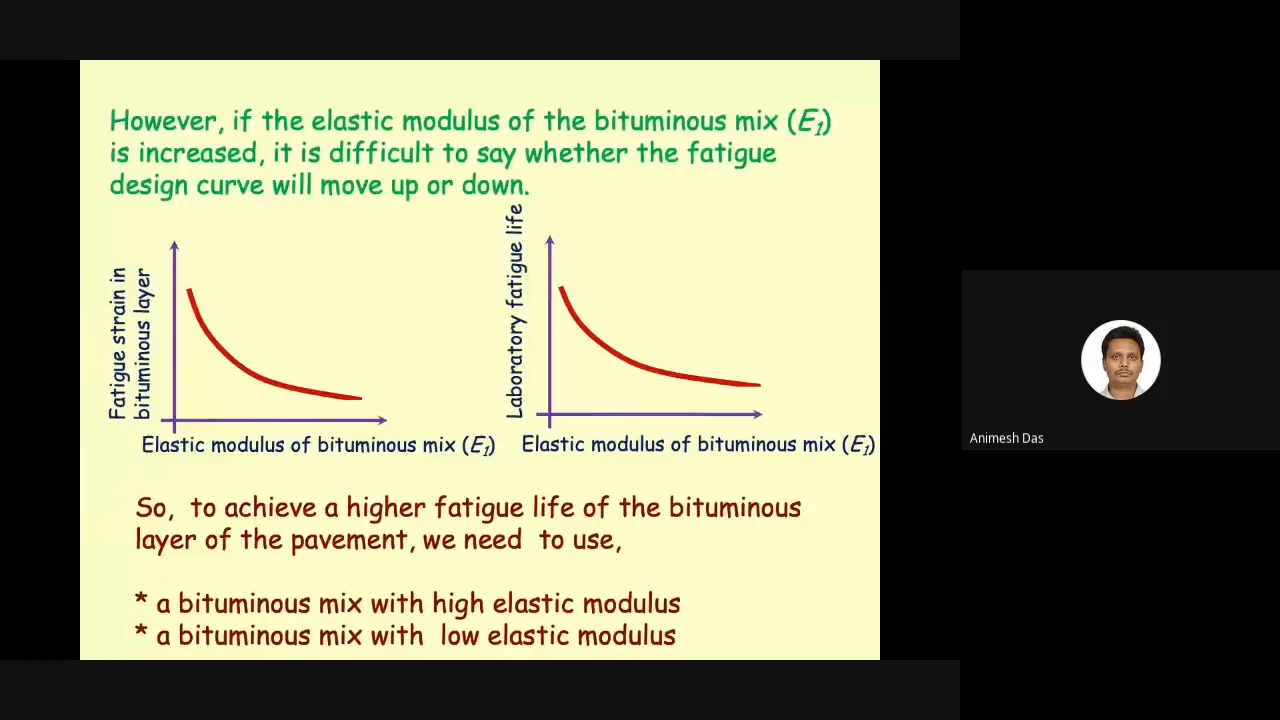 However, if the elastic modulus of the bituminous mix (E1)
is increased, it is difficult to say whether the fatigue
design curve will move up or down.
Fatigue strain in
bituminous layer
Elastic modulus of bituminous mix (E1)
Laboratory fatigue life
Elastic modulus of bituminous mix (E1)
So, to achieve a higher fatigue life of the bituminous
layer of the pavement, we need to use,
* a bituminous mix with high elastic modulus
* a bituminous mix with low elastic modulus
Animesh Das